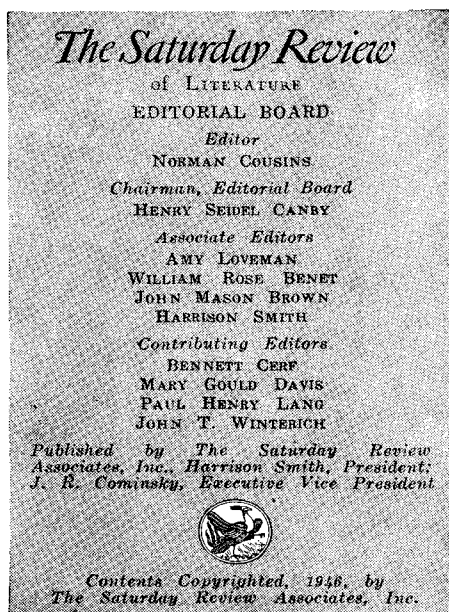 The Saturday Review
of LITERATURE
EDITORIAL BOARD
Editor
NORMAN COUSINS
Chairman, Editorial Board
HENRY SEIDEL CANBY
Associate Editors
AMY LOVEMAN
WILLIAM ROSE BENET
JOHN MASON BROWN
HARRISON SMITH
Contributing Editors
BENNETT CERF
MARY GOULD DAVIS
PAUL HENRY LANG
JOHN T. WINTERICH
Published by The Saturday Review
Associates, Inc., Harrison Smith, President;
J. R. Cominsky, Executive Vice President
Contents Copyrighted, 1946, by
The Saturday Review Associates, Inc.